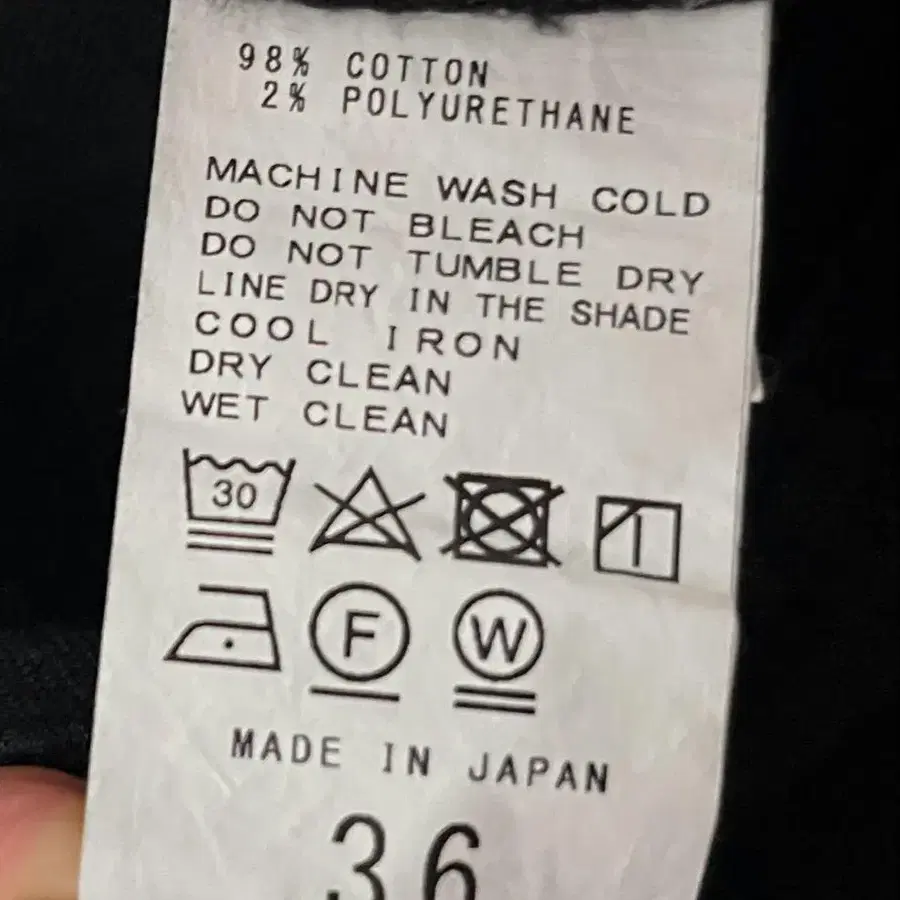 98% COTTON
2% POLYURETHANE
MACHINE WASH COLD
DO NOT BLEACH
DO NOT TUMBLE DRY
LINE DRY IN THE SHADE
COOL IRON
DRY CLEAN
WET CLEAN
30
F W
MADE IN JAPAN
36